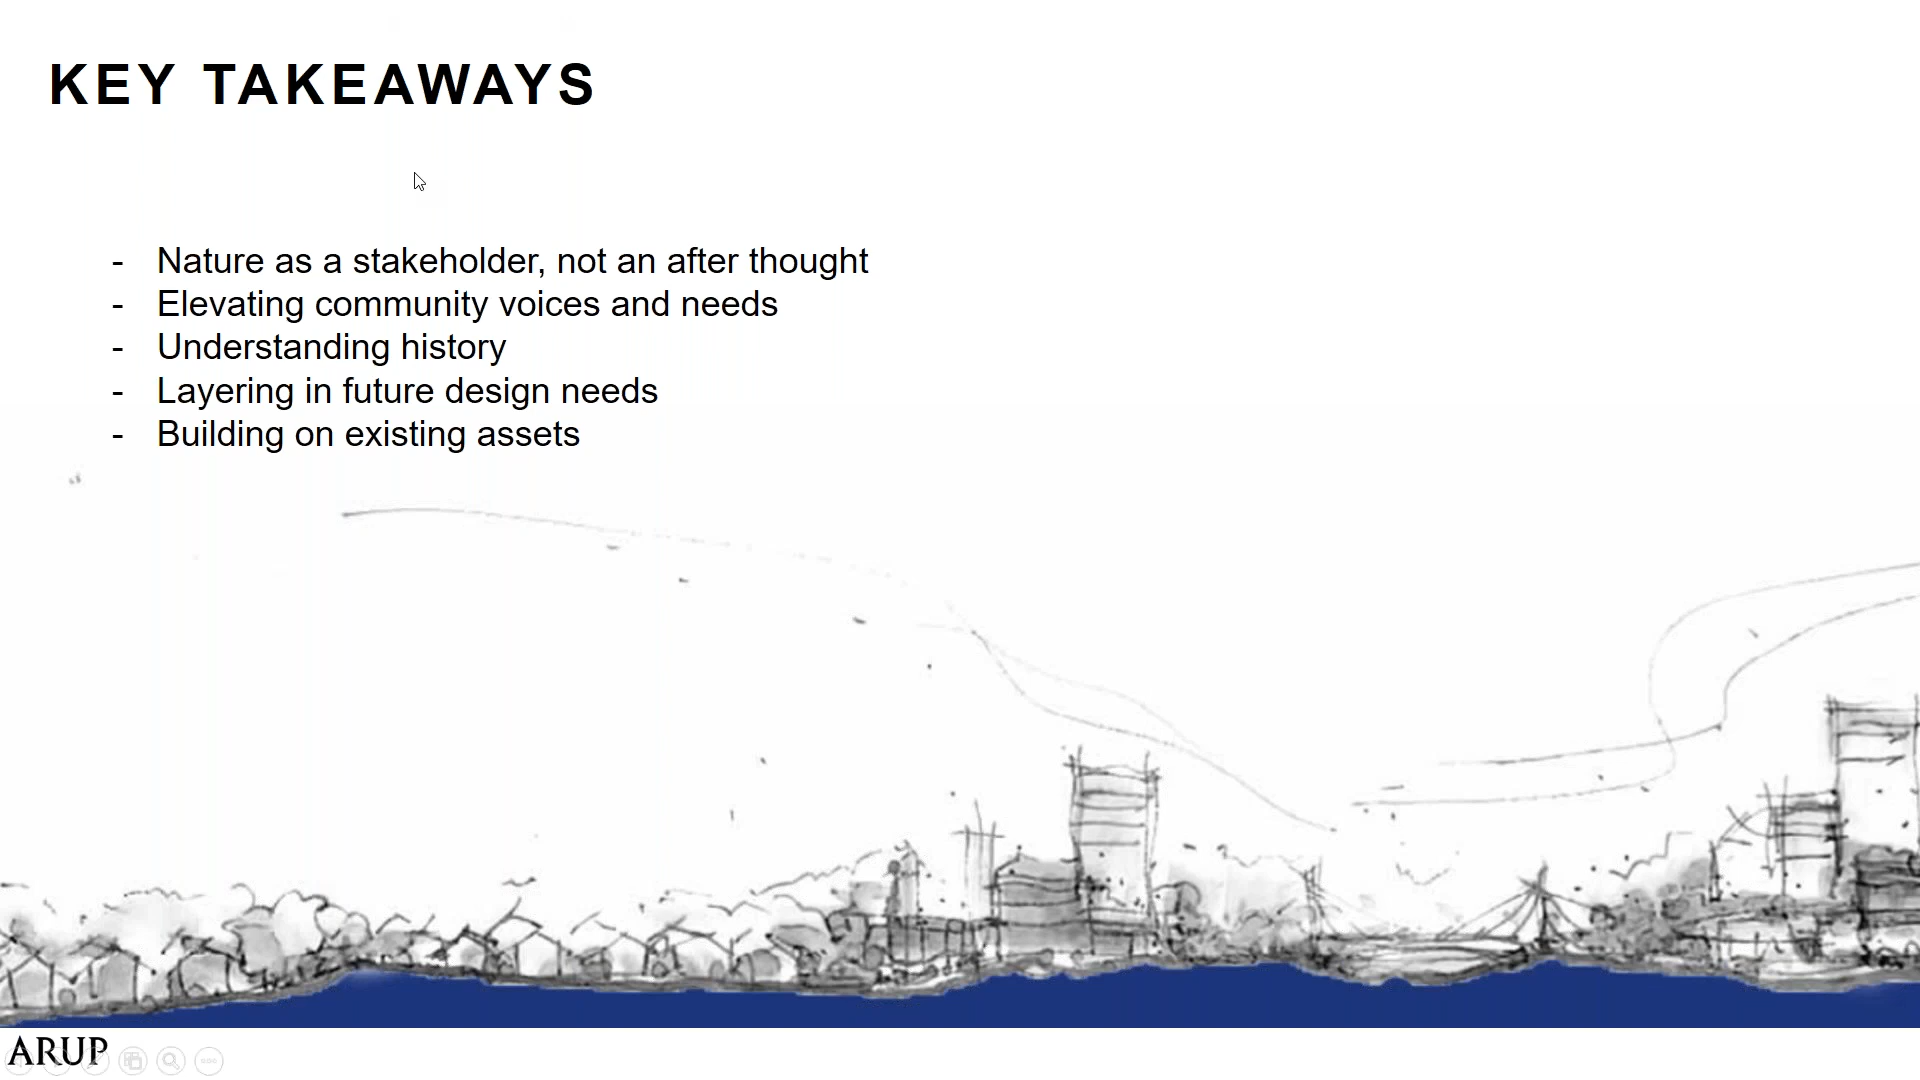 KEY TAKEAWAYS
- Nature as a stakeholder, not an after thought
- Elevating community voices and needs
- Understanding history
- Layering in future design needs
- Building on existing assets
ARUP